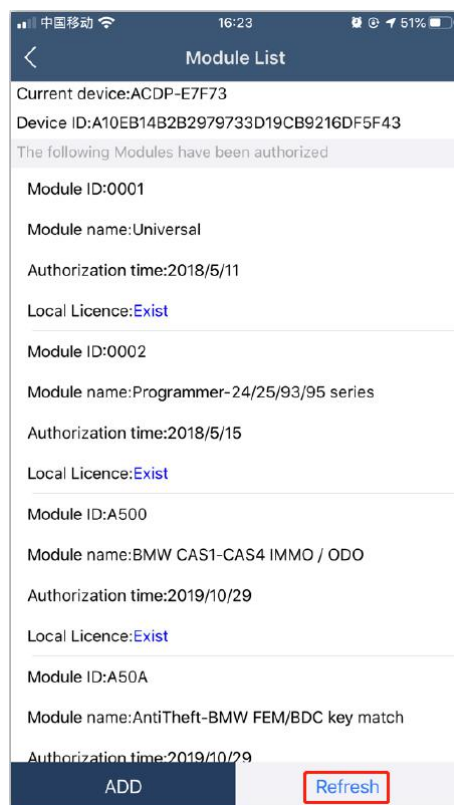 中国移动 16:23 51%
Module List
Current device:ACDP-E7F73
Device ID:A10EB14B2B2979733D19CB9216DF5F43
The following Modules have been authorized
Module ID:0001
Module name:Universal
Authorization time:2018/5/11
Local Licence:Exist
Module ID:0002
Module name:Programmer-24/25/93/95 series
Authorization time:2018/5/15
Local Licence:Exist
Module ID:A500
Module name:BMW CAS1-CAS4 IMMO / ODO
Authorization time:2019/10/29
Local Licence:Exist
Module ID:A50A
Module name:AntiTheft-BMW FEM/BDC key match
Authorization time:2019/10/29
ADD Refresh